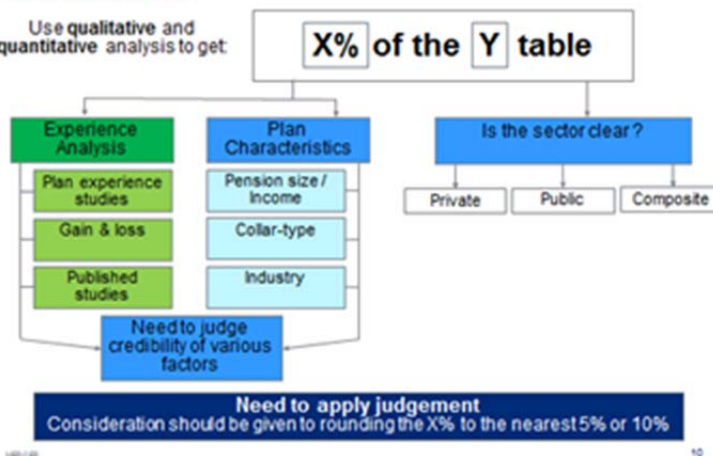 Use qualitative and
quantitative analysis to get:
X% of the Y table
Experience
Analysis
Plan experience
studies
Gain & loss
Published
studies
Plan
Characteristics
Pension size /
Income
Collar-type
Industry
Need to judge
credibility of various
factors
Is the sector clear?
Private
Public
Composite
Need to apply judgement
Consideration should be given to rounding the X% to the nearest 5% or 10%
10